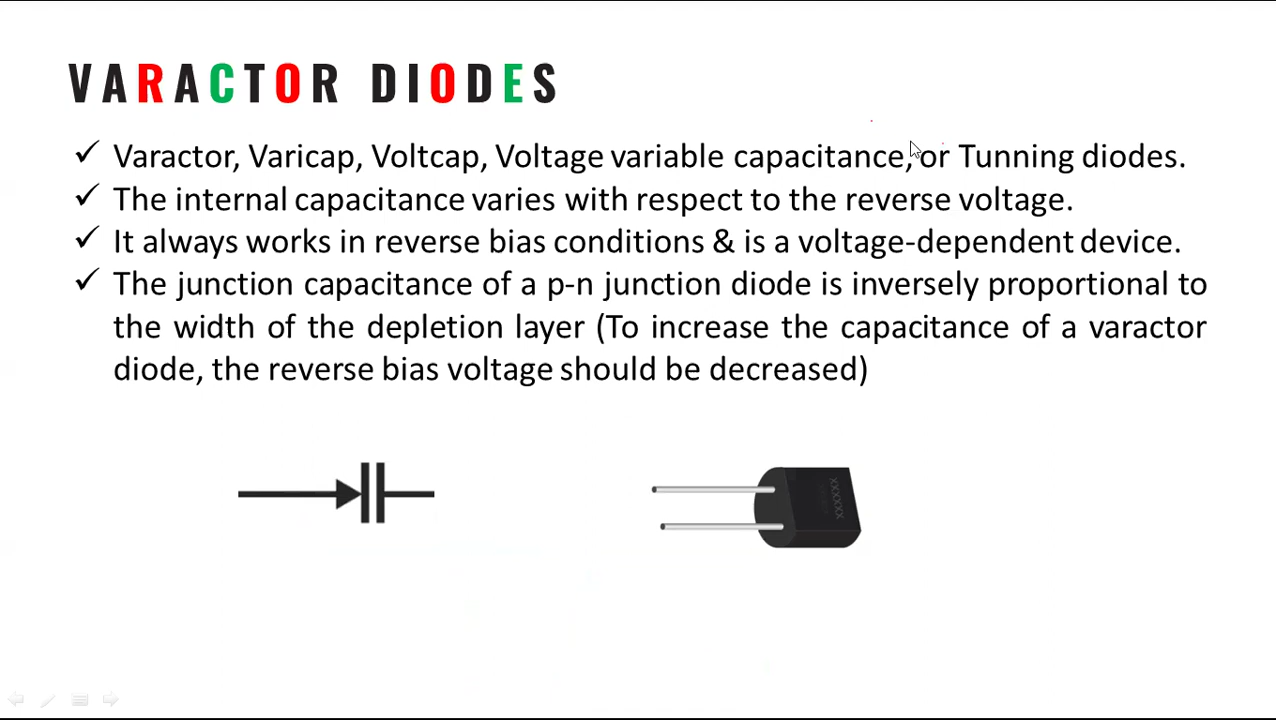 VARACTOR DIODES
✓ Varactor, Varicap, Voltcap, Voltage variable capacitance, or Tunning diodes.
✓ The internal capacitance varies with respect to the reverse voltage.
✓ It always works in reverse bias conditions & is a voltage-dependent device.
✓ The junction capacitance of a p-n junction diode is inversely proportional to
the width of the depletion layer (To increase the capacitance of a varactor
diode, the reverse bias voltage should be decreased)
XXXXXX